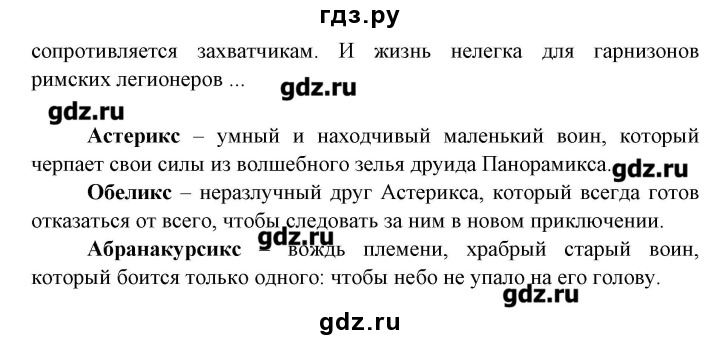 гдз.ру
сопротивляется захватчикам. И жизнь нелегка для гарнизонов
римских легионеров ...
gdz.ru
gdz.ru
Астерикс – умный и находчивый маленький воин, который
черпает свои силы из волшебного зелья друида Панорамикса.
gdz.ru
Обеликс – неразлучный друг Астерикса, который всегда готов
отказаться от всего, чтобы следовать за ним в новом приключении.
gdz.ru
Абранакурсикс – вождь племени, храбрый старый воин,
который боится только одного: чтобы небо не упало на его голову.
gdz.ru
gdz.ru